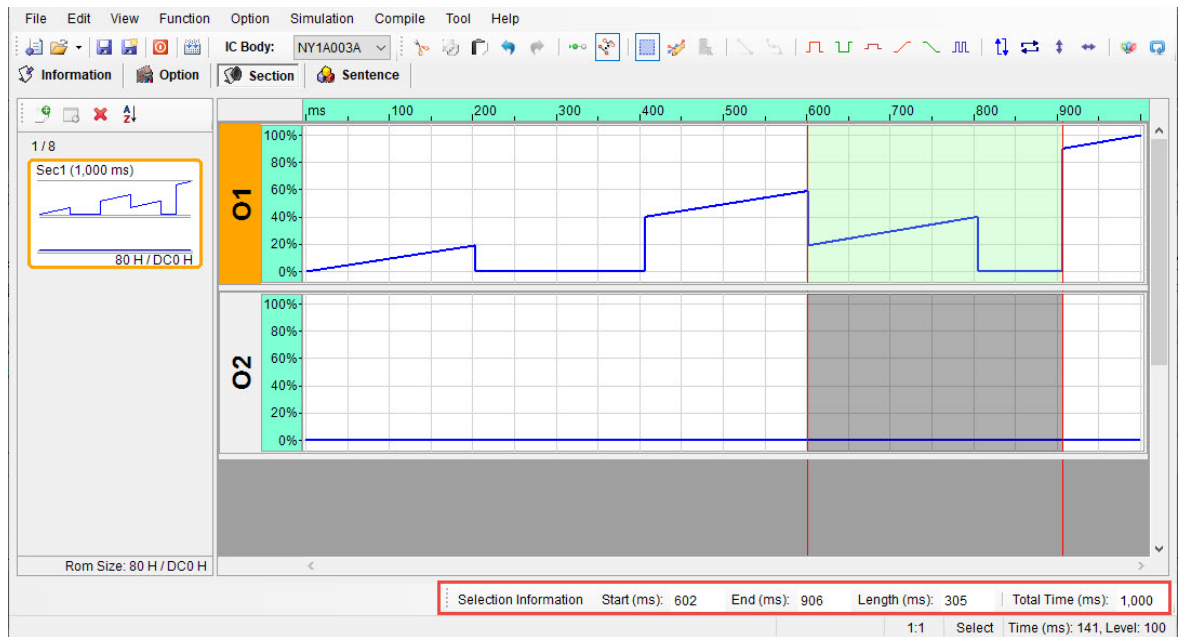 File Edit View Function Option Simulation Compile Tool Help
IC Body: NY1A003A
Information Option Section Sentence
1 / 8
Sec1 (1,000 ms)
80 H / DC0 H
Rom Size: 80 H / DC0 H
ms 100 200 300 400 500 600 700 800 900
O1
100%
80%
60%
40%
20%
0%
O2
100%
80%
60%
40%
20%
0%
Selection Information Start (ms): 602 End (ms): 906 Length (ms): 305 Total Time (ms): 1,000
1:1 Select Time (ms): 141, Level: 100